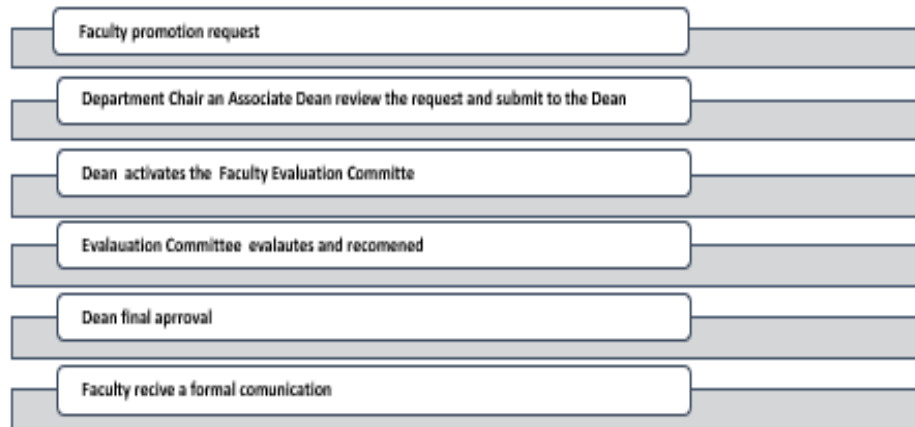 Faculty promotion request
Department Chair an Associate Dean review the request and submit to the Dean
Dean activates the Faculty Evaluation Committe
Evalauation Committee evalautes and recomened
Dean final aprroval
Faculty recive a formal comunication